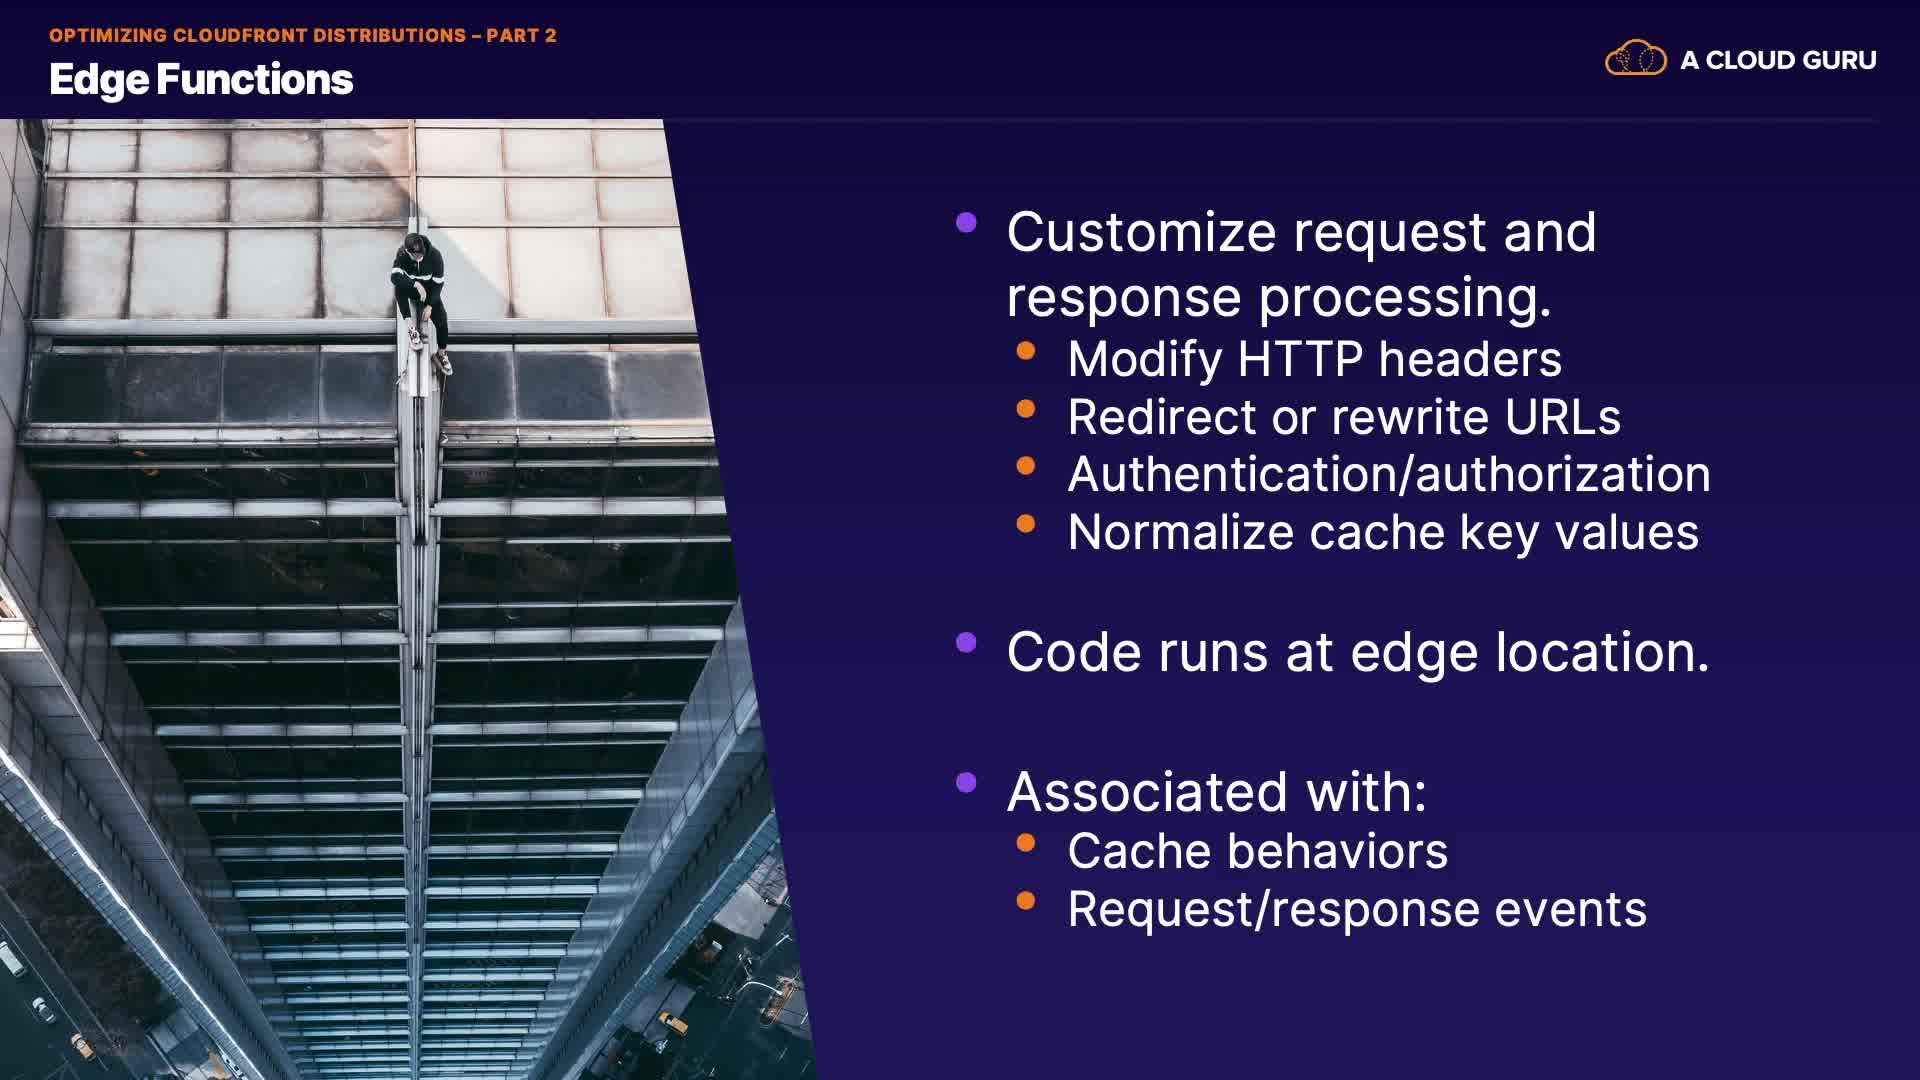 OPTIMIZING CLOUDFRONT DISTRIBUTIONS – PART 2
Edge Functions
A CLOUD GURU
Customize request and
response processing.
Modify HTTP headers
Redirect or rewrite URLs
Authentication/authorization
Normalize cache key values
Code runs at edge location.
Associated with:
Cache behaviors
Request/response events